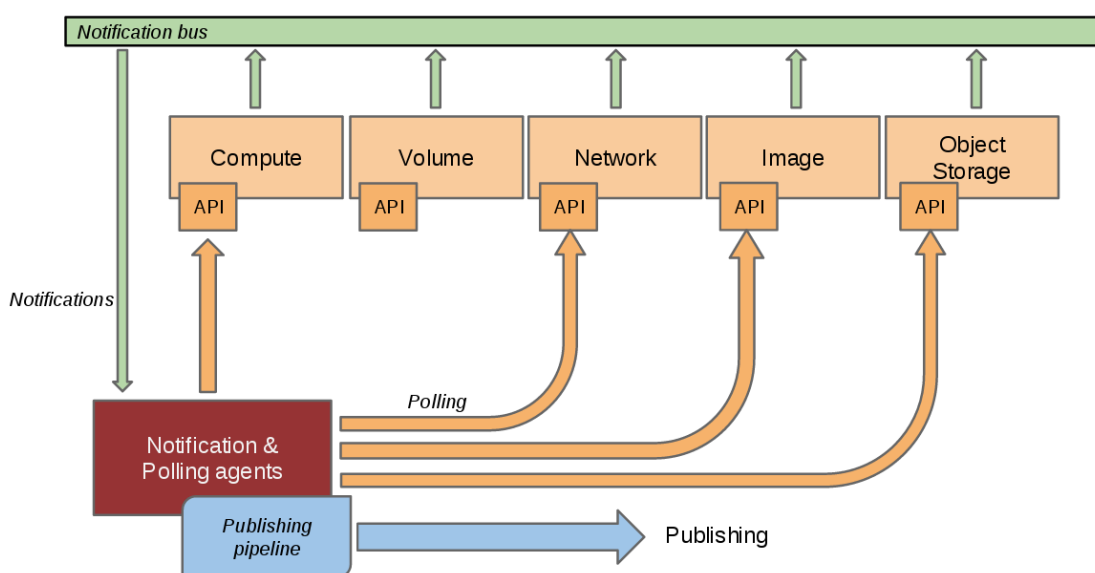 Notification bus
Compute
Volume
Network
Image
Object
Storage
API
API
API
API
API
Notifications
Polling
Notification &
Polling agents
Publishing
pipeline
Publishing